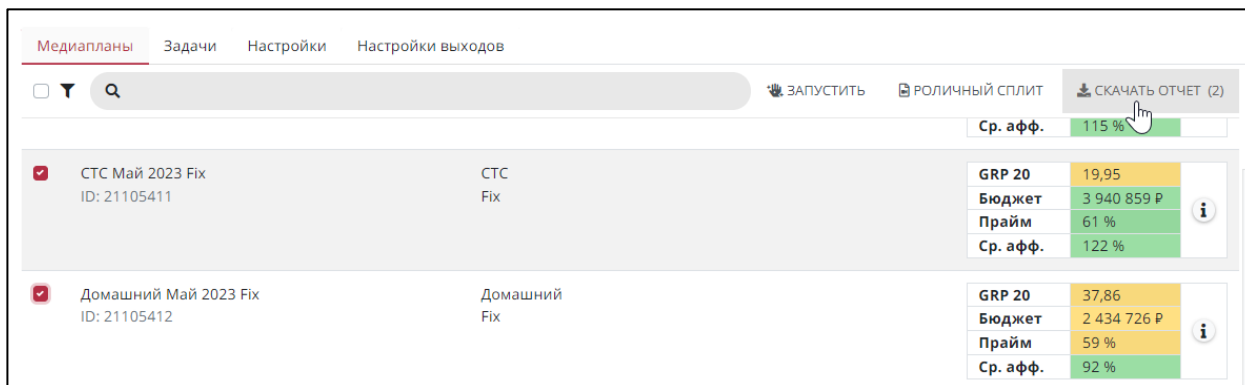 Медиапланы Задачи Настройки Настройки выходов
ЗАПУСТИТЬ РОЛИЧНЫЙ СПЛИТ СКАЧАТЬ ОТЧЕТ (2)
Ср. афф. 115 %
СТС Май 2023 Fix СТС GRP 20 19,95
ID: 21105411 Fix Бюджет 3 940 859 ₽
Прайм 61 %
Ср. афф. 122 %
Домашний Май 2023 Fix Домашний GRP 20 37,86
ID: 21105412 Fix Бюджет 2 434 726 ₽
Прайм 59 %
Ср. афф. 92 %